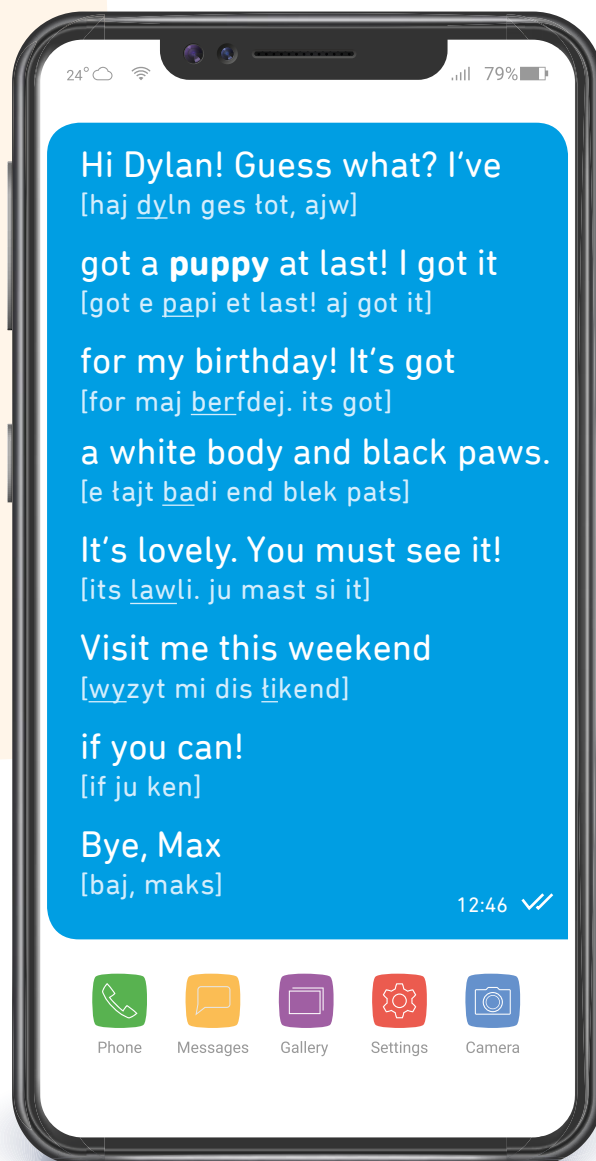 24°
79%
Hi Dylan! Guess what? I've
[haj dyln ges łot, ajw]
got a puppy at last! I got it
[got e papi et last! aj got it]
for my birthday! It's got
[for maj berfdej. its got]
a white body and black paws.
[e łajt badi end blek pałs]
It's lovely. You must see it!
[its lawli. ju mast si it]
Visit me this weekend
[wyzyt mi dis łikend]
if you can!
[if ju ken]
Bye, Max
[baj, maks]
12:46
Phone Messages Gallery Settings Camera